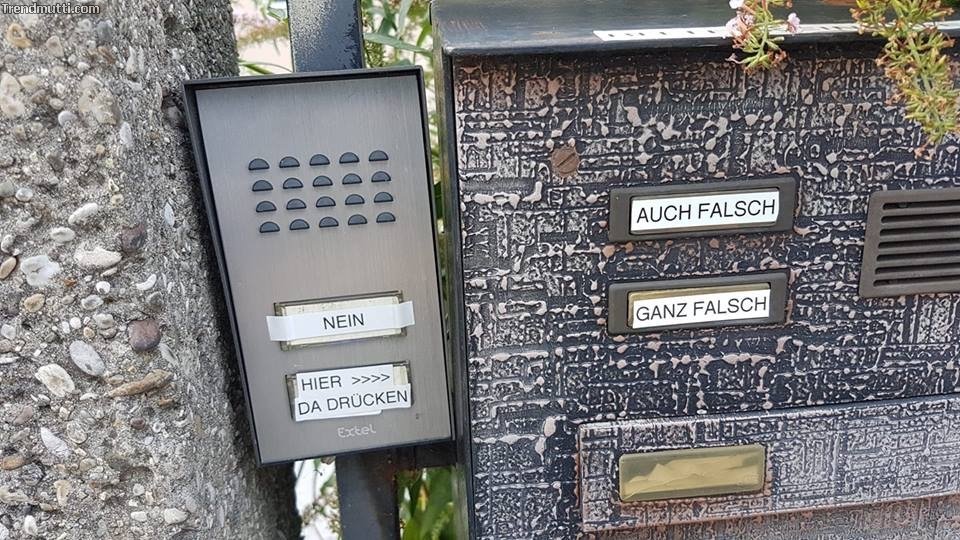 Trendmutti.com
AUCH FALSCH
GANZ FALSCH
NEIN
HIER >>>>
DA DRÜCKEN
Extel